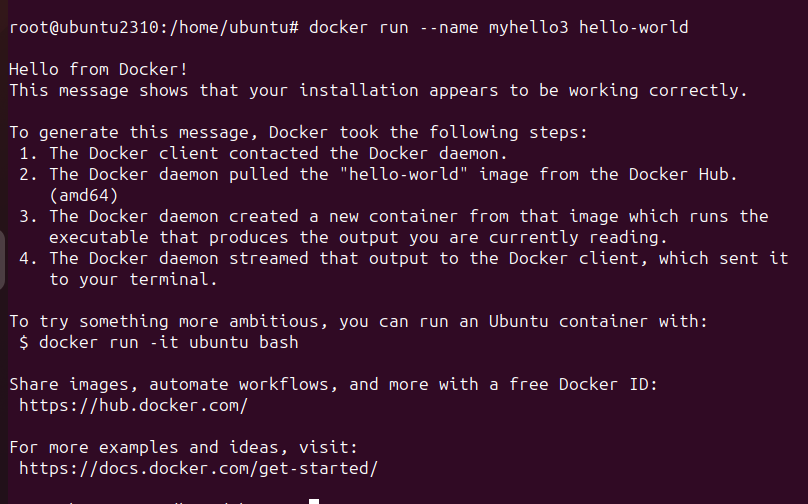 root@ubuntu2310:/home/ubuntu# docker run --name myhello3 hello-world
Hello from Docker!
This message shows that your installation appears to be working correctly.
To generate this message, Docker took the following steps:
1. The Docker client contacted the Docker daemon.
2. The Docker daemon pulled the "hello-world" image from the Docker Hub.
(amd64)
3. The Docker daemon created a new container from that image which runs the
executable that produces the output you are currently reading.
4. The Docker daemon streamed that output to the Docker client, which sent it
to your terminal.
To try something more ambitious, you can run an Ubuntu container with:
$ docker run -it ubuntu bash
Share images, automate workflows, and more with a free Docker ID:
https://hub.docker.com/
For more examples and ideas, visit:
https://docs.docker.com/get-started/